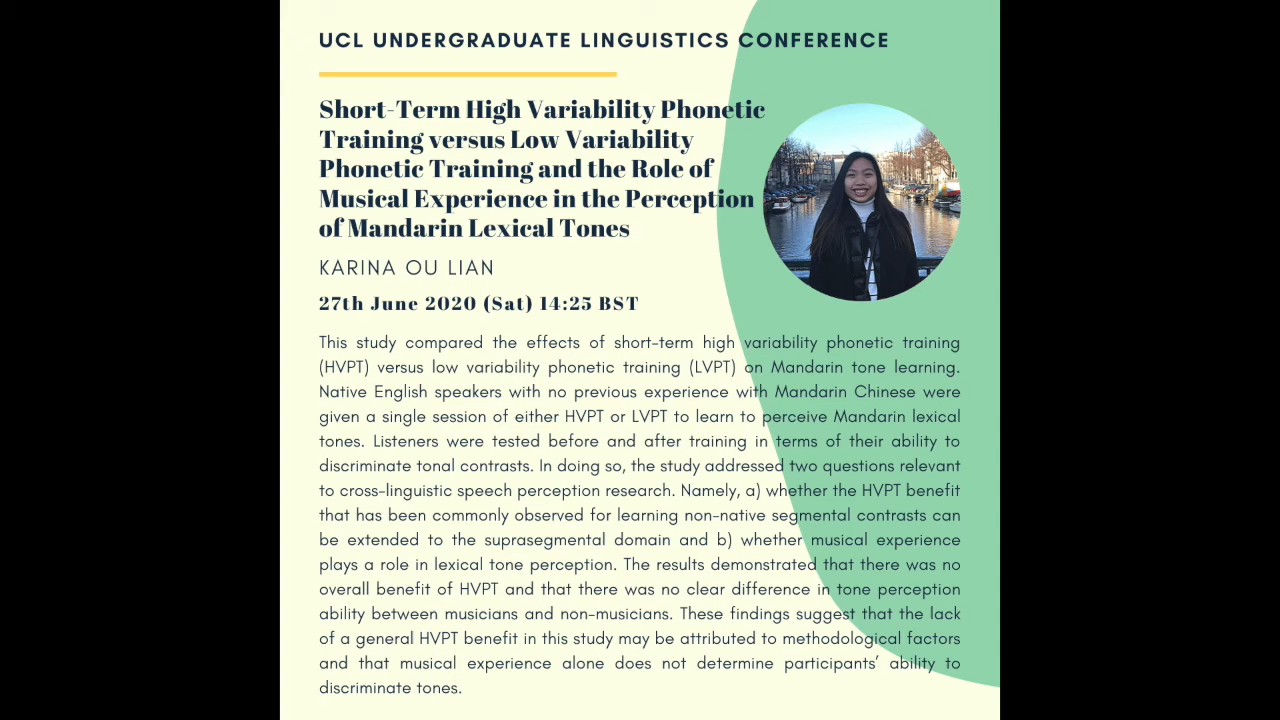 UCL UNDERGRADUATE LINGUISTICS CONFERENCE
Short-Term High Variability Phonetic
Training versus Low Variability
Phonetic Training and the Role of
Musical Experience in the Perception
of Mandarin Lexical Tones
KARINA OU LIAN
27th June 2020 (Sat) 14:25 BST
This study compared the effects of short-term high variability phonetic training
(HVPT) versus low variability phonetic training (LVPT) on Mandarin tone learning.
Native English speakers with no previous experience with Mandarin Chinese were
given a single session of either HVPT or LVPT to learn to perceive Mandarin lexical
tones. Listeners were tested before and after training in terms of their ability to
discriminate tonal contrasts. In doing so, the study addressed two questions relevant
to cross-linguistic speech perception research. Namely, a) whether the HVPT benefit
that has been commonly observed for learning non-native segmental contrasts can
be extended to the suprasegmental domain and b) whether musical experience
plays a role in lexical tone perception. The results demonstrated that there was no
overall benefit of HVPT and that there was no clear difference in tone perception
ability between musicians and non-musicians. These findings suggest that the lack
of a general HVPT benefit in this study may be attributed to methodological factors
and that musical experience alone does not determine participants’ ability to
discriminate tones.